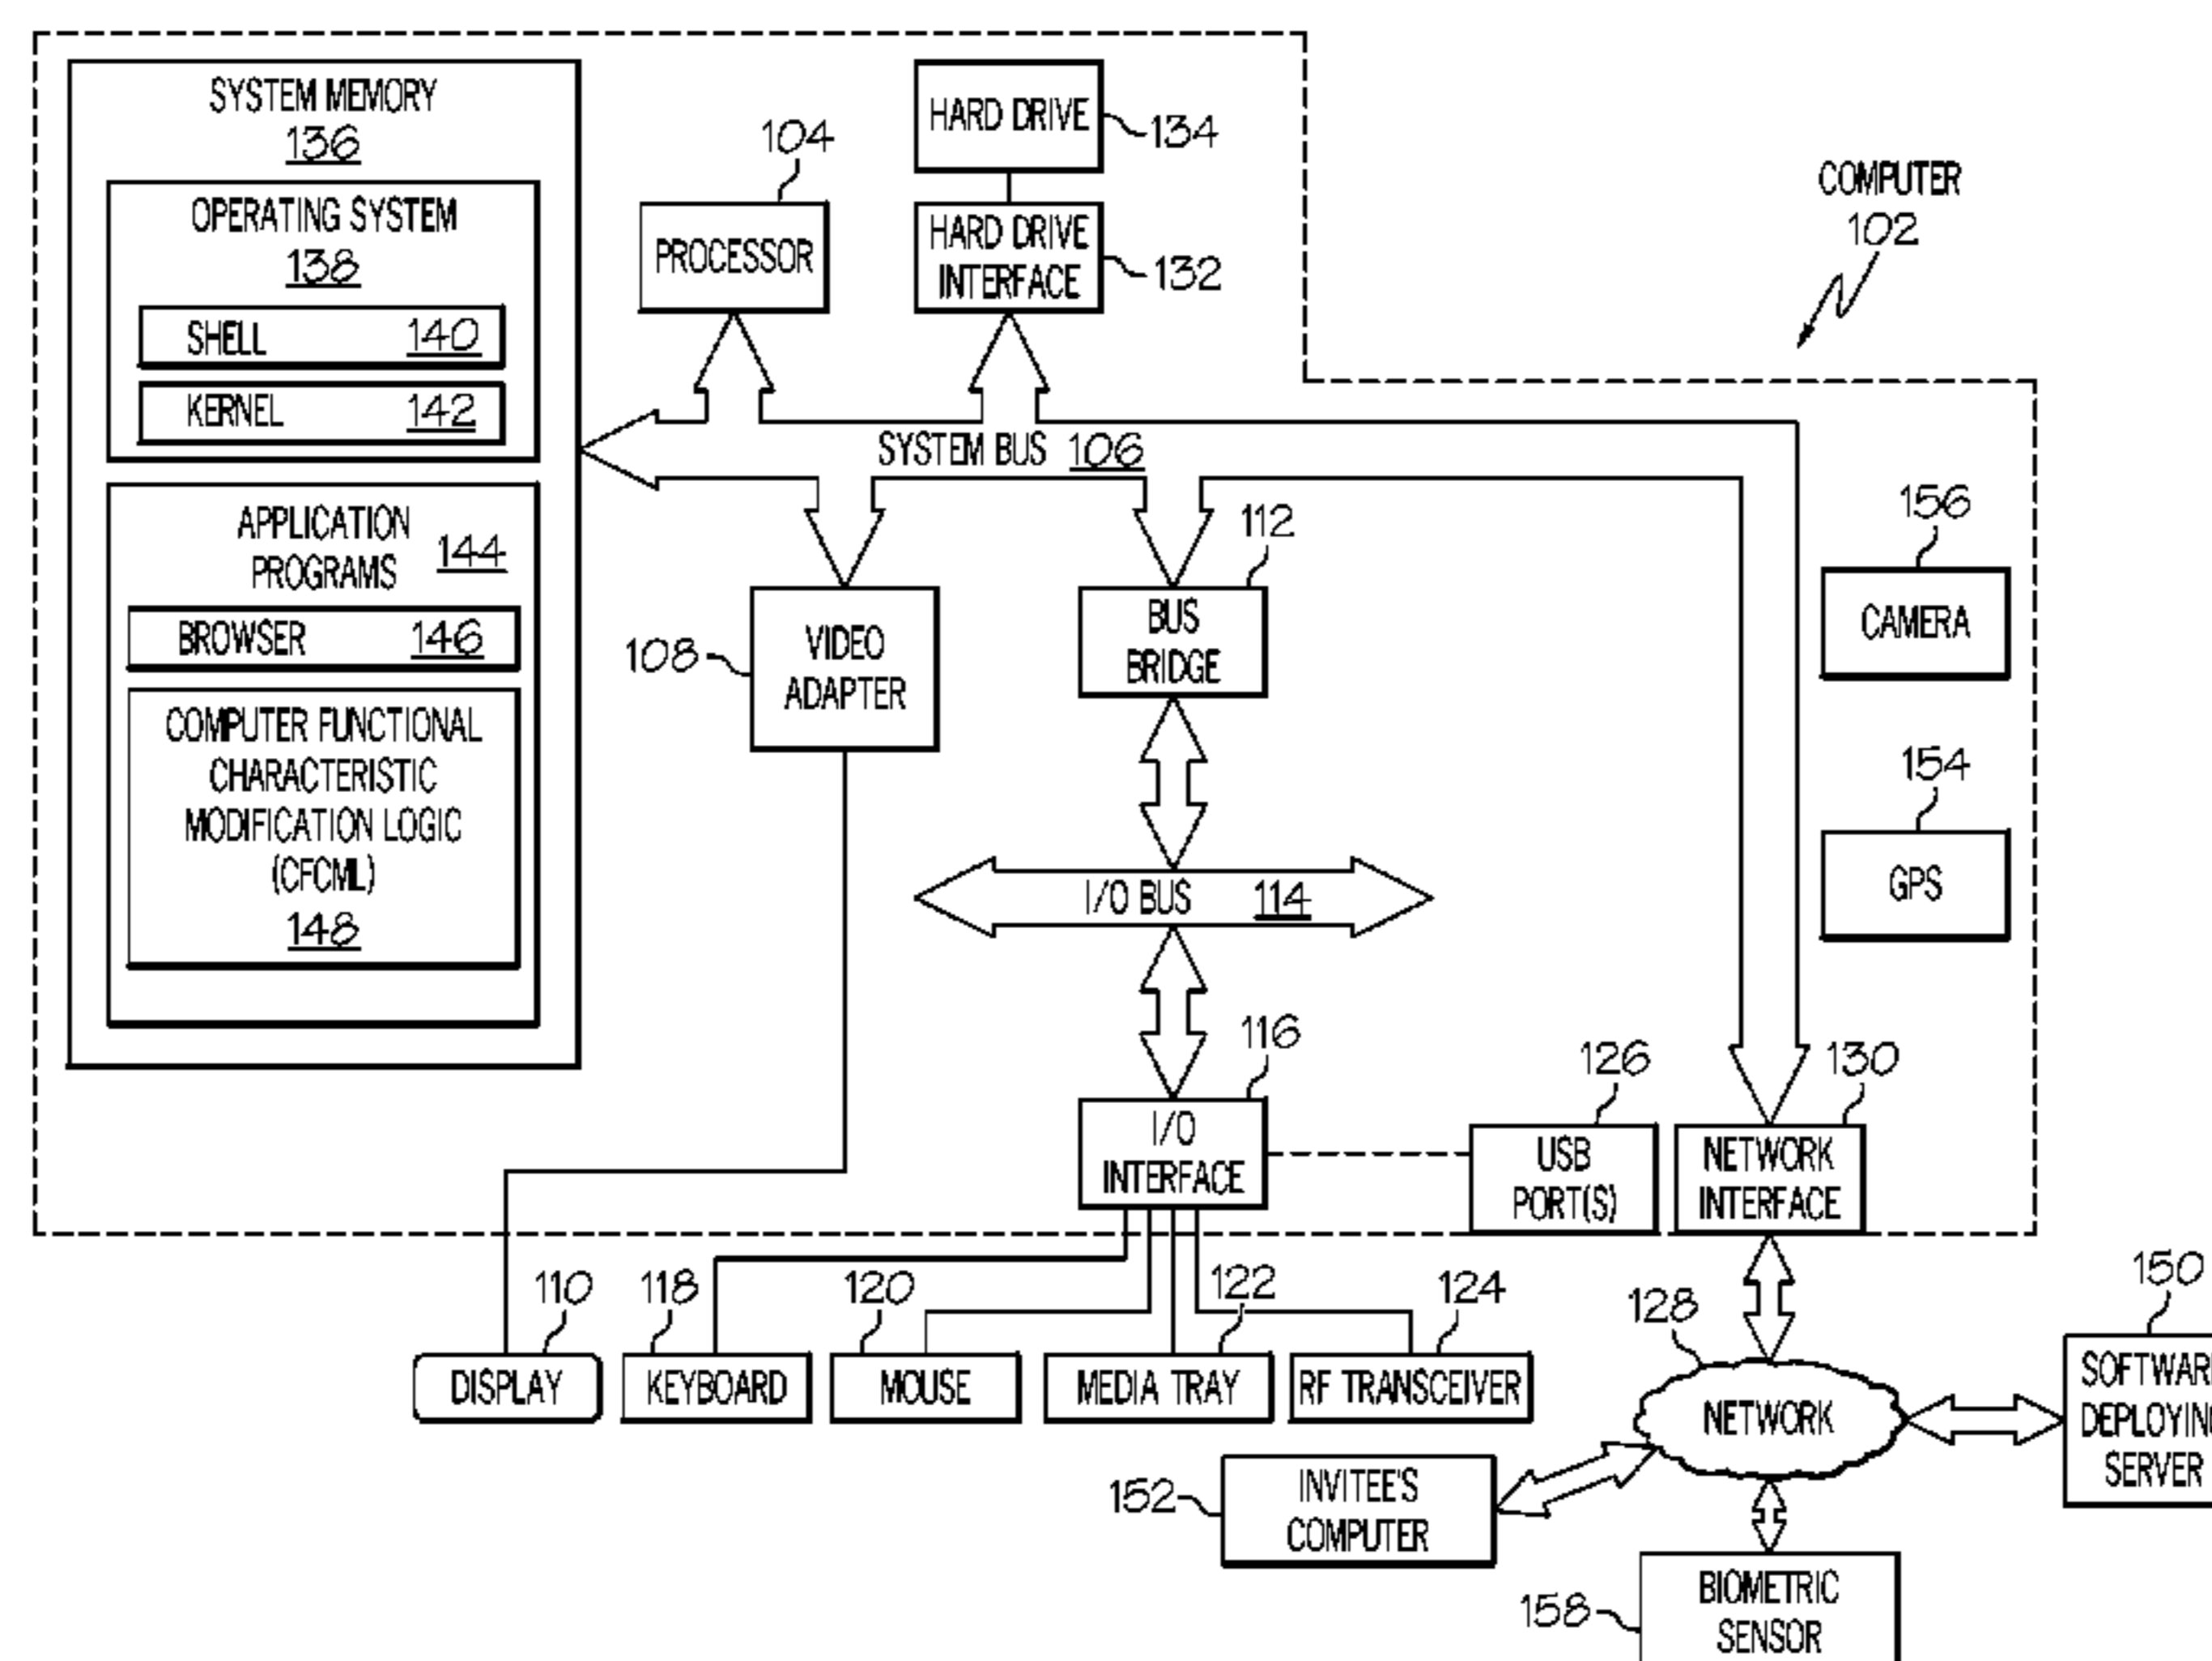 SYSTEM MEMORY
136
OPERATING SYSTEM
138
SHELL 140
KERNEL 142
APPLICATION
PROGRAMS 144
BROWSER 146
COMPUTER FUNCTIONAL
CHARACTERISTIC
MODIFICATION LOGIC
(CFCML)
148
104
PROCESSOR
HARD DRIVE
134
HARD DRIVE
INTERFACE
132
COMPUTER
102
SYSTEM BUS 106
108
VIDEO
ADAPTER
112
BUS
BRIDGE
156
CAMERA
154
GPS
I/O BUS 114
116
I/O
INTERFACE
126
USB
PORT(S)
130
NETWORK
INTERFACE
110
DISPLAY
118
KEYBOARD
120
MOUSE
122
MEDIA TRAY
124
RF TRANSCEIVER
128
NETWORK
150
SOFTWAR
DEPLOYIN
SERVER
152
INVITEE'S
COMPUTER
158
BIOMETRIC
SENSOR